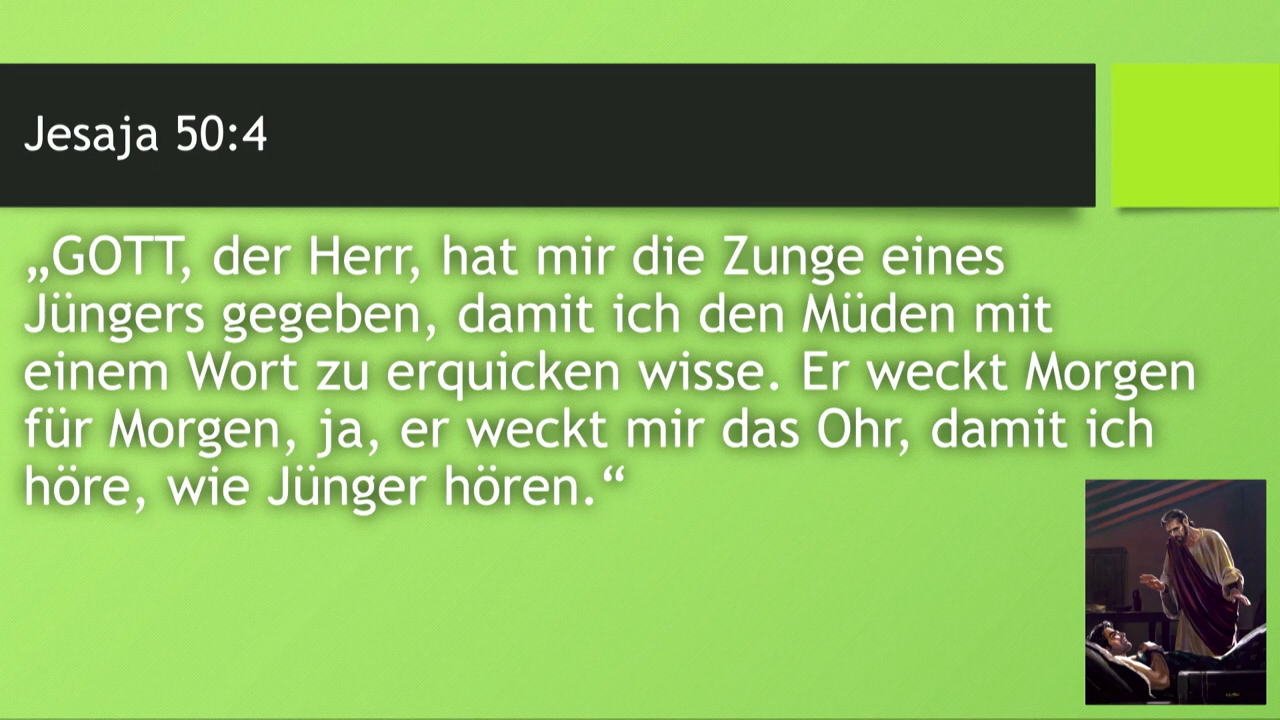 Jesaja 50:4
„GOTT, der Herr, hat mir die Zunge eines
Jüngers gegeben, damit ich den Müden mit
einem Wort zu erquicken wisse. Er weckt Morgen
für Morgen, ja, er weckt mir das Ohr, damit ich
höre, wie Jünger hören.“